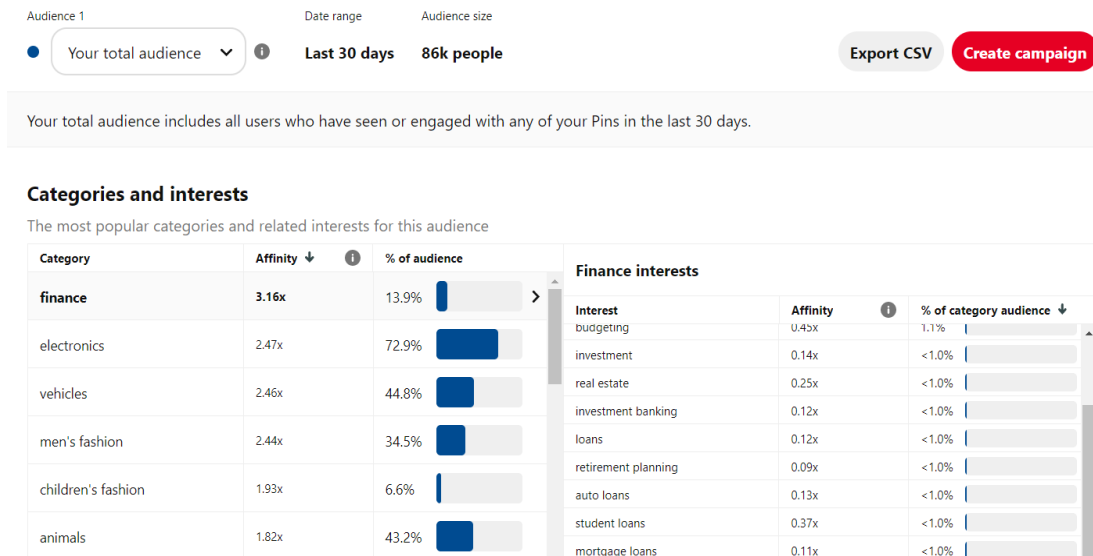 Audience 1
Date range
Audience size
Your total audience
Last 30 days
86k people
Export CSV
Create campaign
Your total audience includes all users who have seen or engaged with any of your Pins in the last 30 days.
Categories and interests
The most popular categories and related interests for this audience
Category Affinity % of audience
finance 3.16x 13.9%
electronics 2.47x 72.9%
vehicles 2.46x 44.8%
men's fashion 2.44x 34.5%
children's fashion 1.93x 6.6%
animals 1.82x 43.2%
Finance interests
Interest Affinity % of category audience
budgeting 0.45x 1.1%
investment 0.14x <1.0%
real estate 0.25x <1.0%
investment banking 0.12x <1.0%
loans 0.12x <1.0%
retirement planning 0.09x <1.0%
auto loans 0.13x <1.0%
student loans 0.37x <1.0%
mortgage loans 0.11x <1.0%